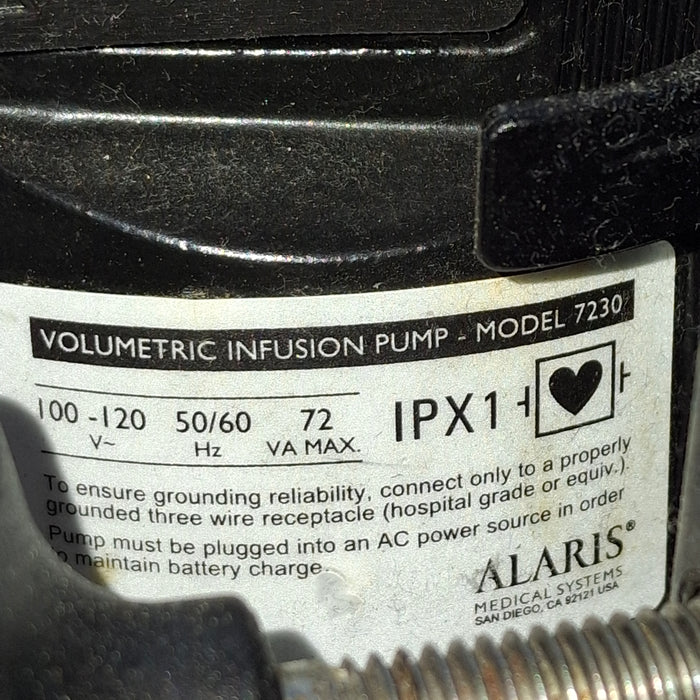 VOLUMETRIC INFUSION PUMP - MODEL 7230
100 -120 50/60 72 IPX1
V~ Hz VA MAX.
To ensure grounding reliability, connect only to a properly
grounded three wire receptacle (hospital grade or equiv.).
Pump must be plugged into an AC power source in order
to maintain battery charge.
ALARIS®
MEDICAL SYSTEMS
SAN DIEGO, CA 92121 USA